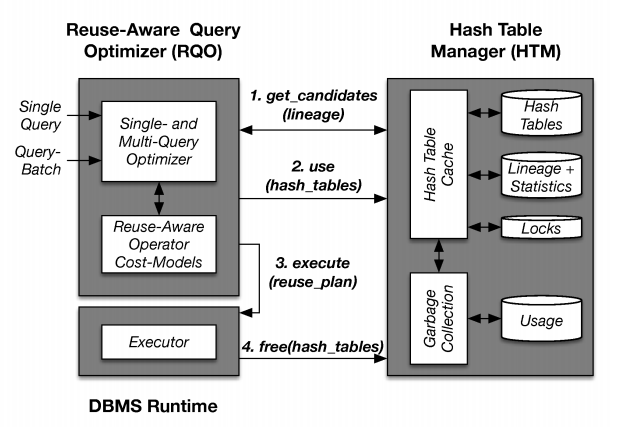 Reuse-Aware Query
Optimizer (RQO)
Hash Table
Manager (HTM)
Single
Query
Query-
Batch
Single- and
Multi-Query
Optimizer
Reuse-Aware
Operator
Cost-Models
1. get_candidates
(lineage)
2. use
(hash_tables)
3. execute
(reuse_plan)
4. free(hash_tables)
Hash Table
Cache
Garbage
Collection
Hash
Tables
Lineage +
Statistics
Locks
Usage
Executor
DBMS Runtime